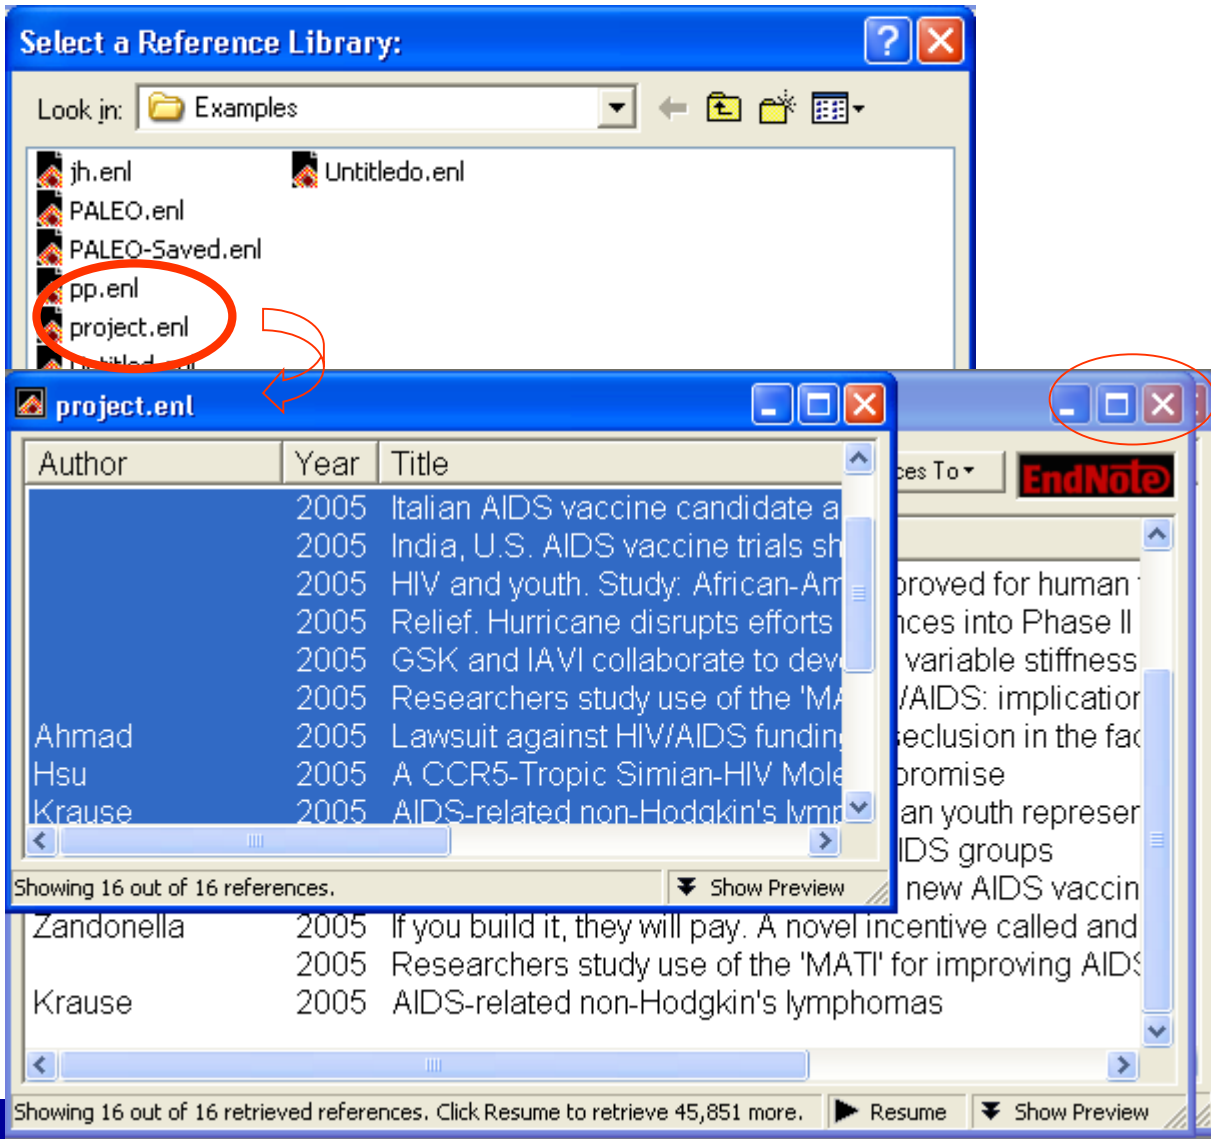 Select a Reference Library:
Look in: Examples
jh.enl Untitledo.enl
PALEO.enl
PALEO-Saved.enl
pp.enl
project.enl
Untitled.enl
project.enl
Author Year Title
ces To EndNote
2005 Italian AIDS vaccine candidate a
2005 India, U.S. AIDS vaccine trials sh
2005 HIV and youth. Study: African-Am proved for human
2005 Relief. Hurricane disrupts efforts nces into Phase II
2005 GSK and IAVI collaborate to deve variable stiffness
2005 Researchers study use of the 'MA /AIDS: implication
Ahmad 2005 Lawsuit against HIV/AIDS funding seclusion in the fac
Hsu 2005 A CCR5-Tropic Simian-HIV Mole promise
Krause 2005 AIDS-related non-Hodgkin's lymp an youth represer
IDS groups
Showing 16 out of 16 references. Show Preview new AIDS vaccin
Zandonella 2005 If you build it, they will pay. A novel incentive called and
2005 Researchers study use of the 'MATI' for improving AIDS
Krause 2005 AIDS-related non-Hodgkin's lymphomas
Showing 16 out of 16 retrieved references. Click Resume to retrieve 45,851 more. Resume Show Preview